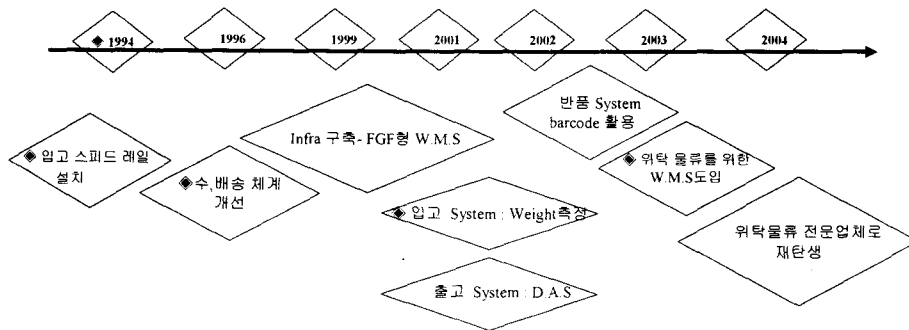 ◈ 1994
1996
1999
2001
2002
2003
2004
◈ 입고 스피드 레일
설치
◈수,배송 체계
개선
Infra 구축- FGF형 W.M.S
◈ 입고 System : Weight측정
출고 System : D.A.S
반품 System
barcode 활용
◈ 위탁 물류를 위한
W.M.S도입
위탁물류 전문업체로
재탄생